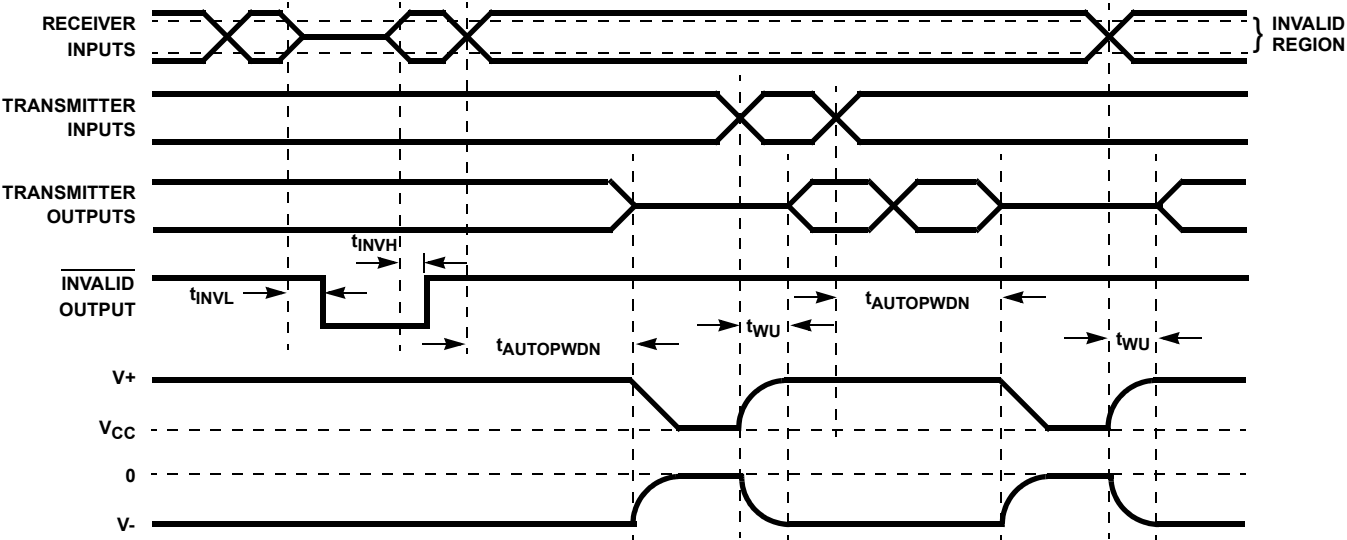 RECEIVER
INPUTS
} INVALID
REGION
TRANSMITTER
INPUTS
TRANSMITTER
OUTPUTS
tINVH
INVALID
OUTPUT
tINVL
tAUTOPWDN
tWU
tAUTOPWDN
tWU
V+
VCC
0
V-